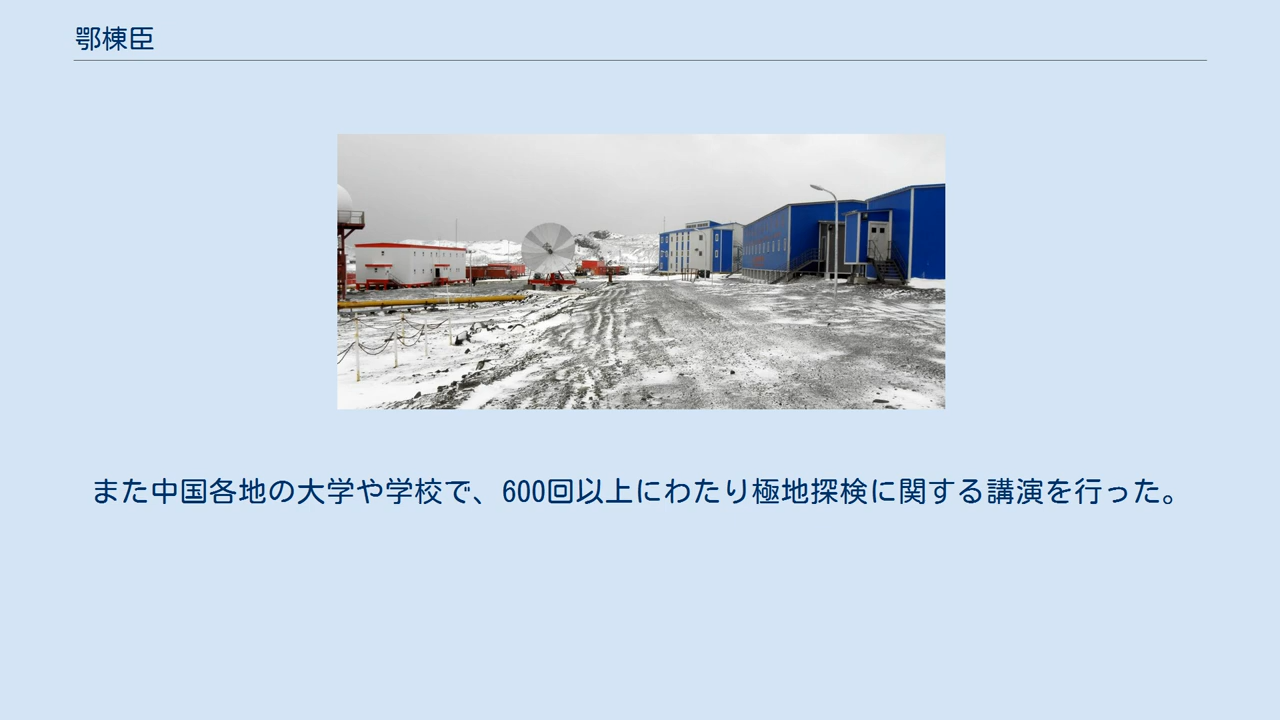 鄂棟臣
また中国各地の大学や学校で、600回以上にわたり極地探検に関する講演を行った。